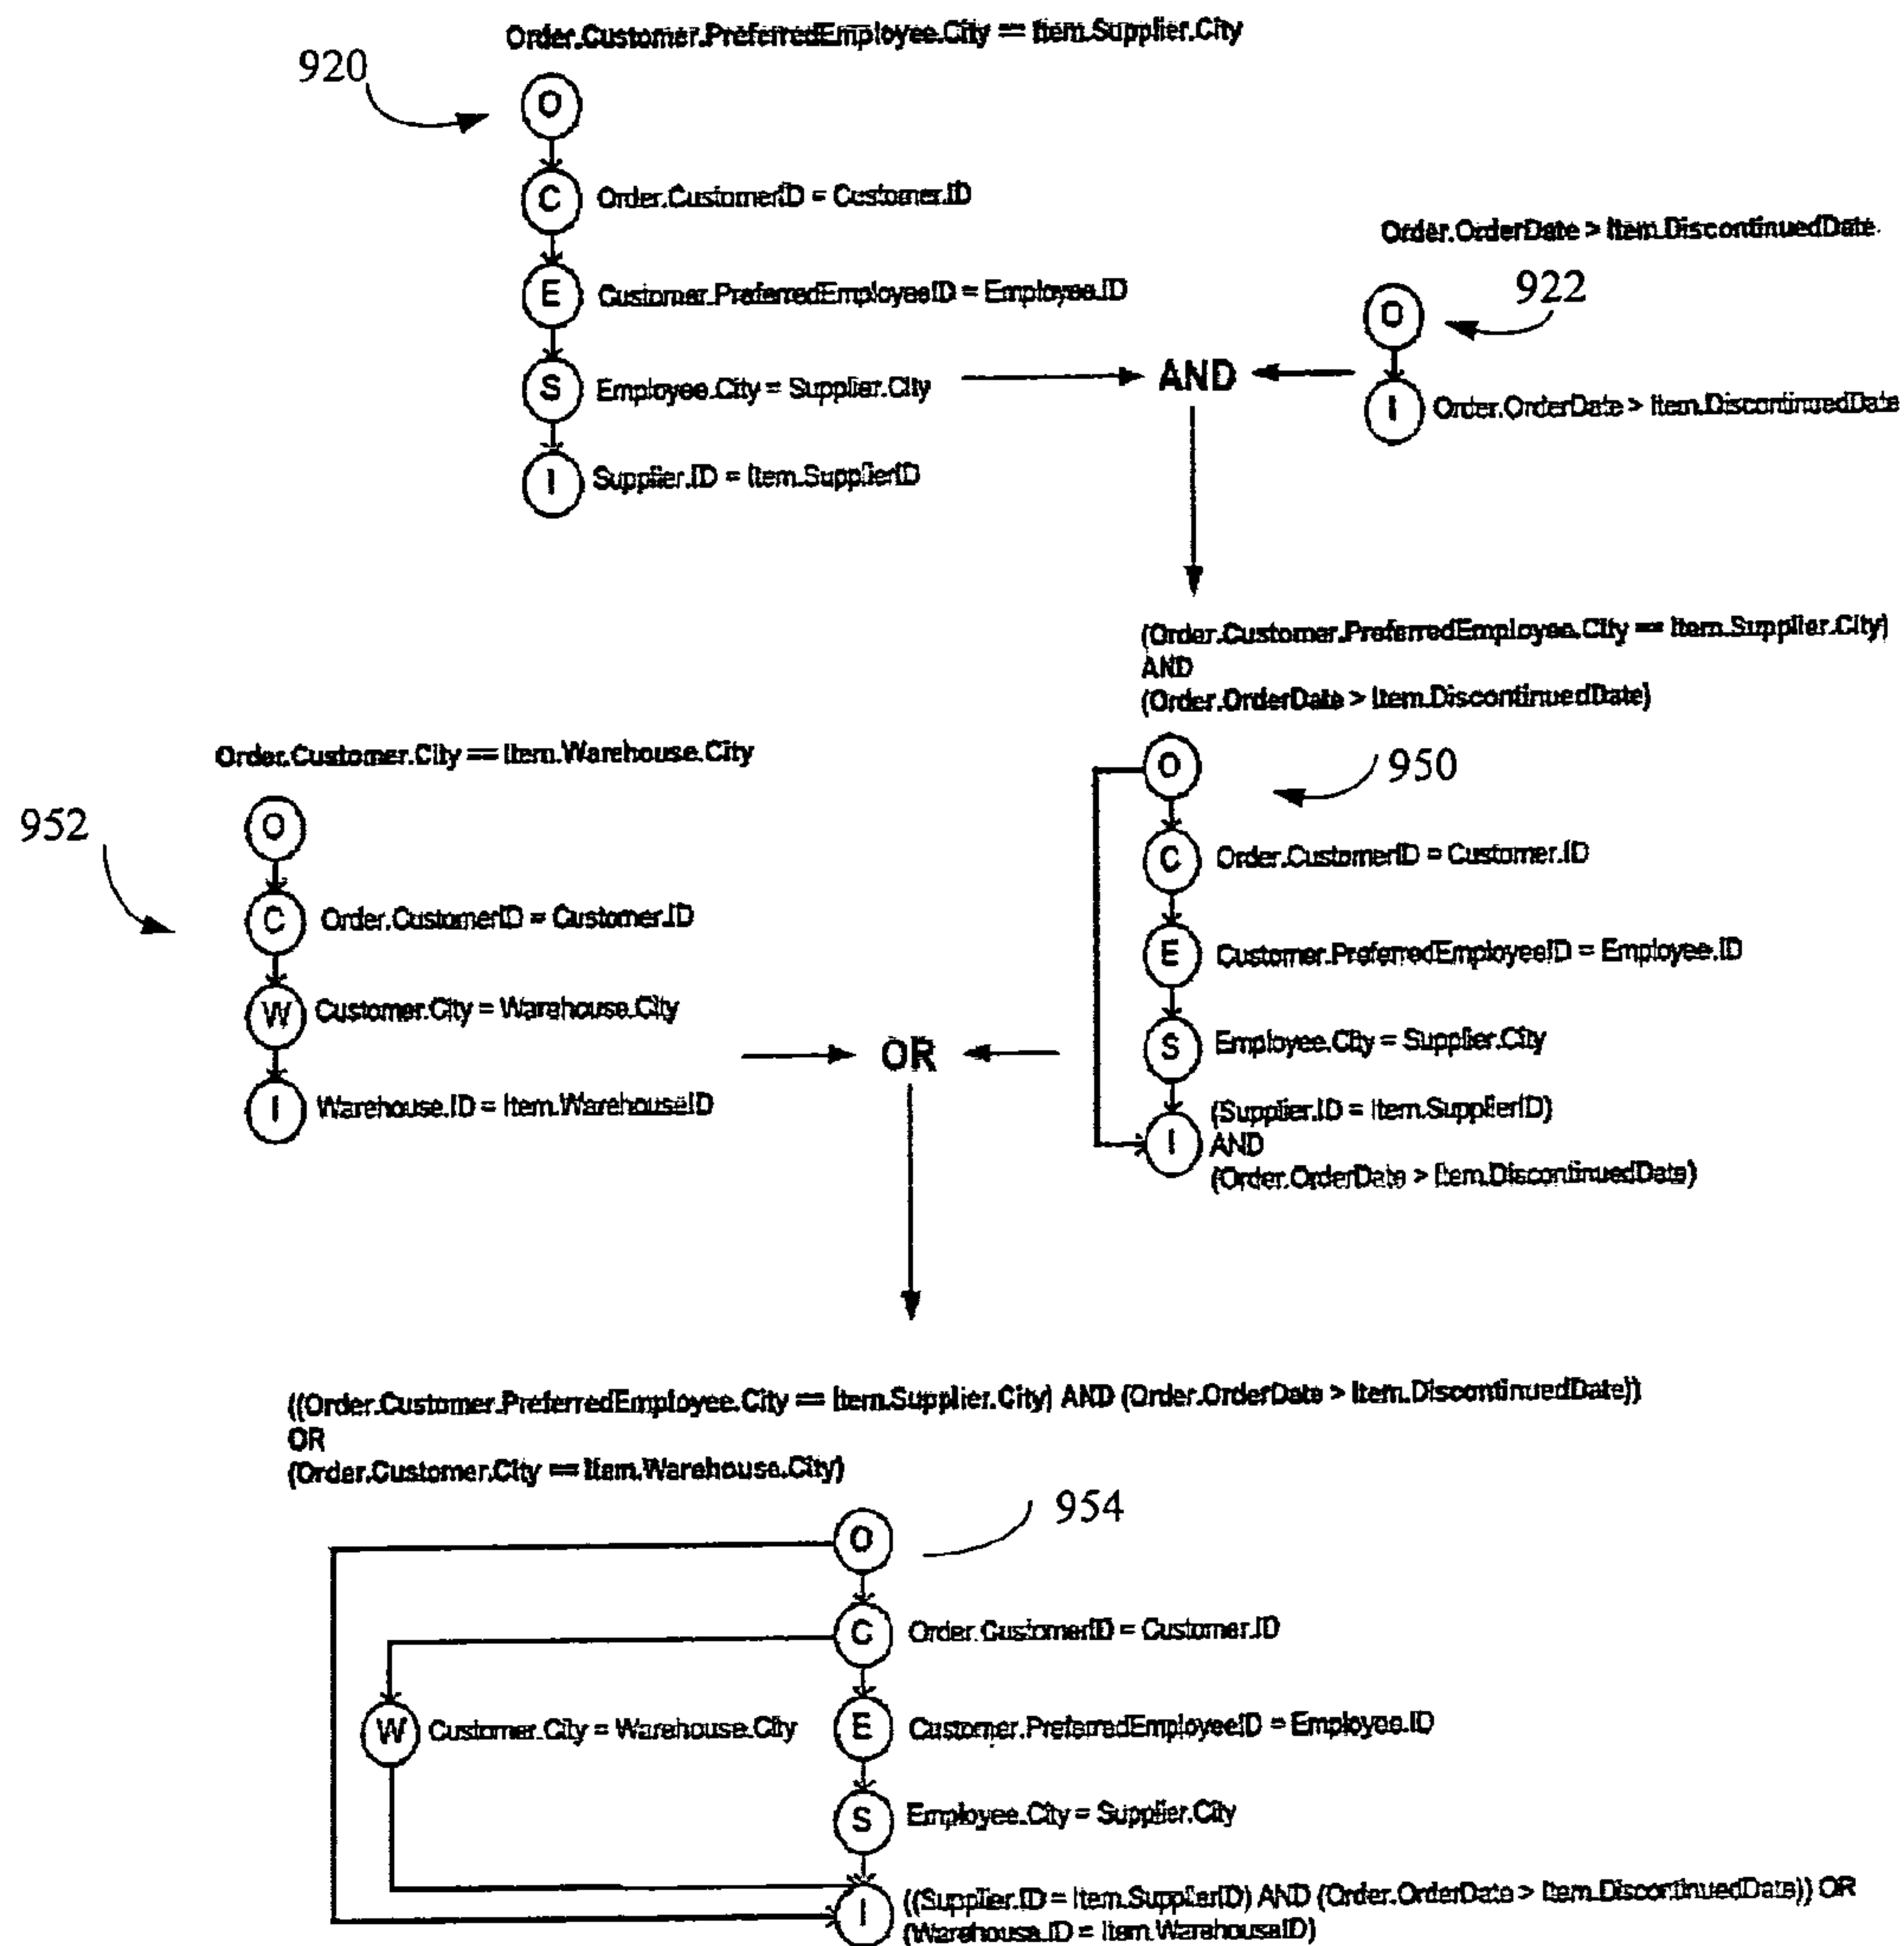 Order.Customer.PreferredEmployee.City == Item.Supplier.City
920
O
C Order.CustomerID = Customer.ID
E Customer.PreferredEmployeeID = Employee.ID
S Employee.City = Supplier.City
I Supplier.ID = Item.SupplierID
Order.OrderDate > Item.DiscontinuedDate
922
O
I Order.OrderDate > Item.DiscontinuedDate
AND
(Order.Customer.PreferredEmployee.City == Item.Supplier.City)
AND
(Order.OrderDate > Item.DiscontinuedDate)
950
O
C Order.CustomerID = Customer.ID
E Customer.PreferredEmployeeID = Employee.ID
S Employee.City = Supplier.City
(Supplier.ID = Item.SupplierID)
I AND
(Order.OrderDate > Item.DiscontinuedDate)
Order.Customer.City == Item.Warehouse.City
952
O
C Order.CustomerID = Customer.ID
W Customer.City = Warehouse.City
I Warehouse.ID = Item.WarehouseID
OR
((Order.Customer.PreferredEmployee.City == Item.Supplier.City) AND (Order.OrderDate > Item.DiscontinuedDate))
OR
(Order.Customer.City == Item.Warehouse.City)
954
O
C Order.CustomerID = Customer.ID
W Customer.City = Warehouse.City
E Customer.PreferredEmployeeID = Employee.ID
S Employee.City = Supplier.City
I ((Supplier.ID = Item.SupplierID) AND (Order.OrderDate > Item.DiscontinuedDate)) OR
(Warehouse.ID = Item.WarehouseID)